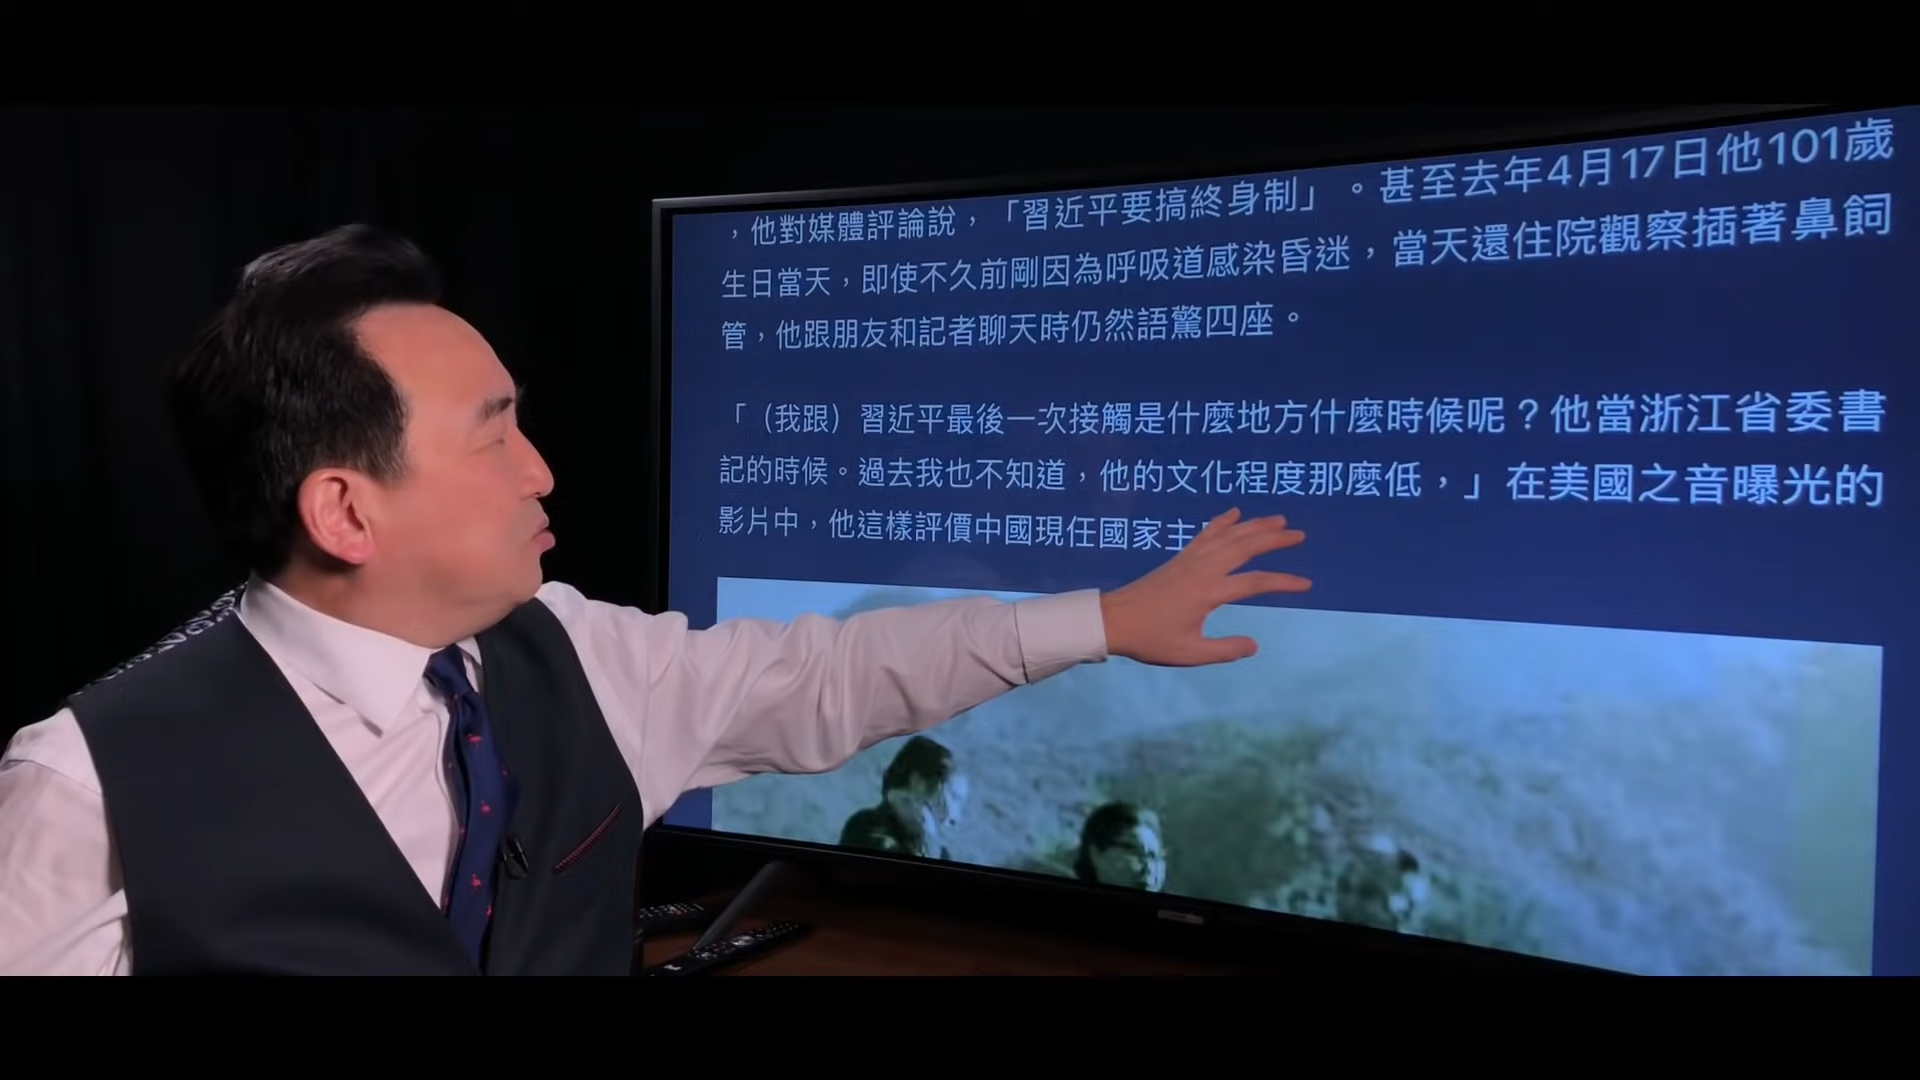 ，他對媒體評論說，「習近平要搞終身制」。甚至去年4月17日他101歲
生日當天，即使不久前剛因為呼吸道感染昏迷，當天還住院觀察插著鼻飼
管，他跟朋友和記者聊天時仍然語驚四座。
「（我跟）習近平最後一次接觸是什麼地方什麼時候呢？他當浙江省委書
記的時候。過去我也不知道，他的文化程度那麼低，」在美國之音曝光的
影片中，他這樣評價中國現任國家主